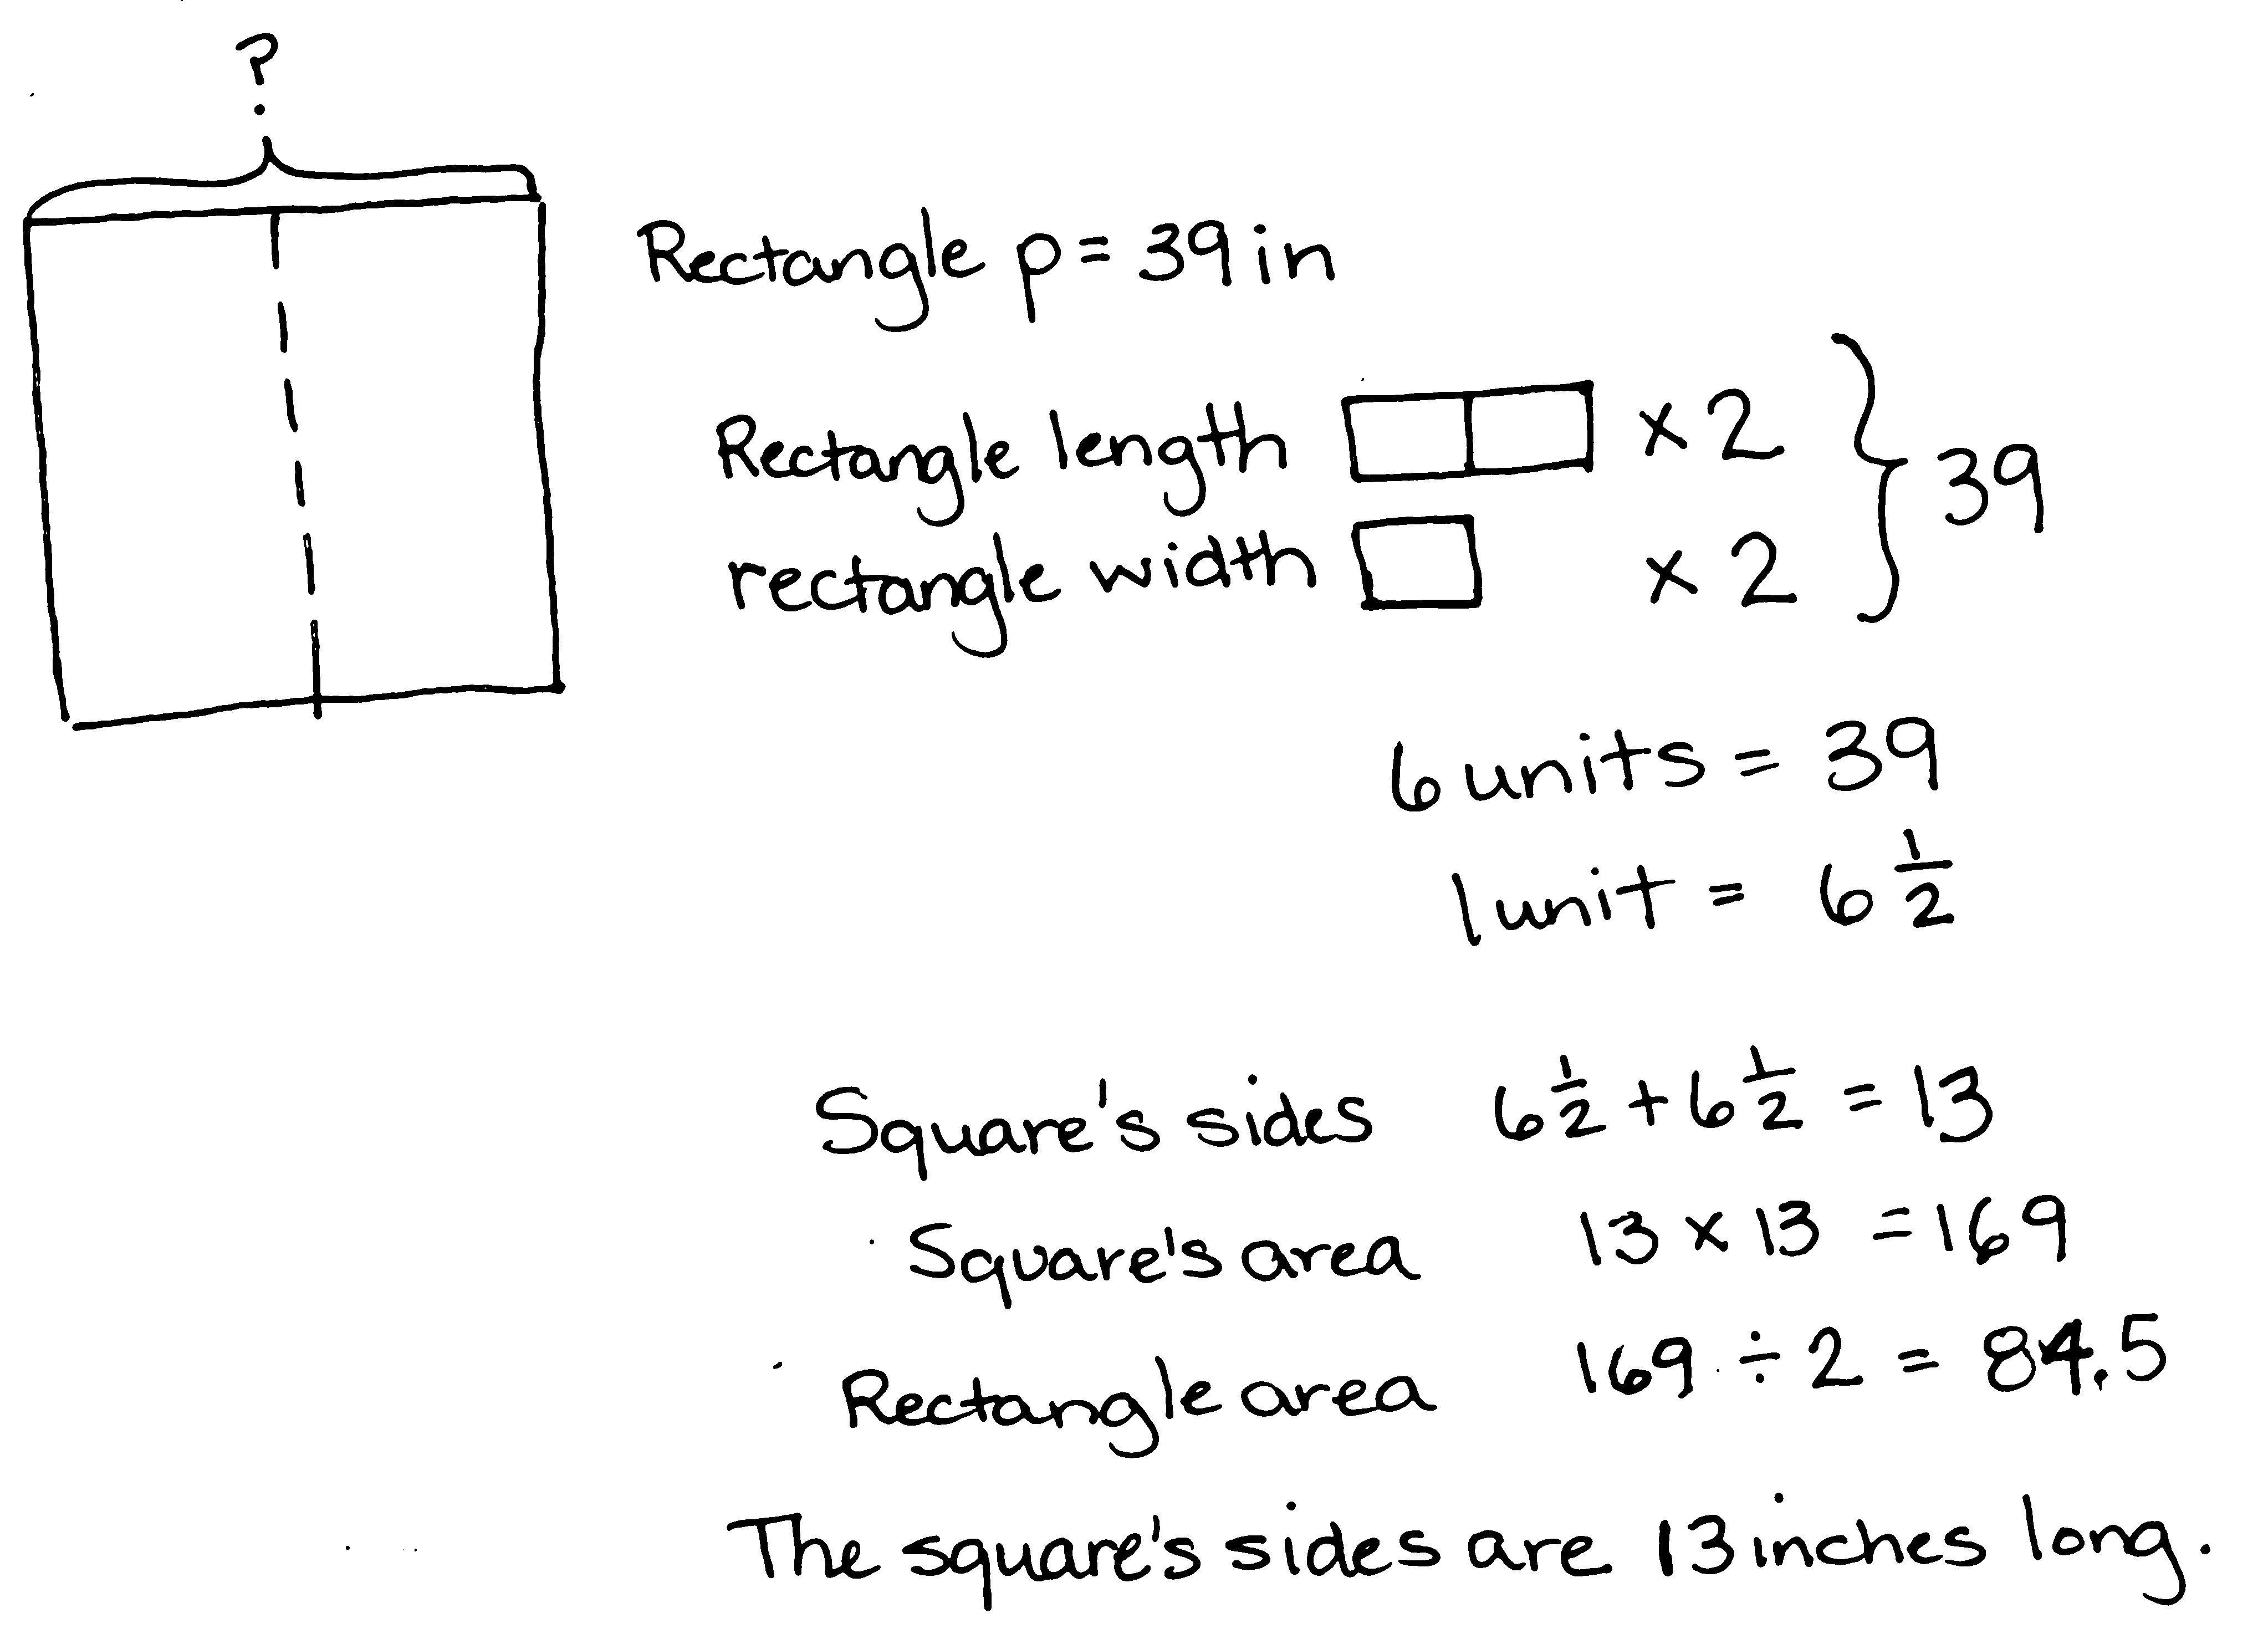 ?
Rectangle p = 39 in
Rectangle length × 2
rectangle width × 2
39
6 units = 39
1 unit = 6 1/2
Square's sides 6 1/2 + 6 1/2 = 13
Square's area 13 × 13 = 169
Rectangle area 169 ÷ 2 = 84.5
The square's sides are 13 inches long.